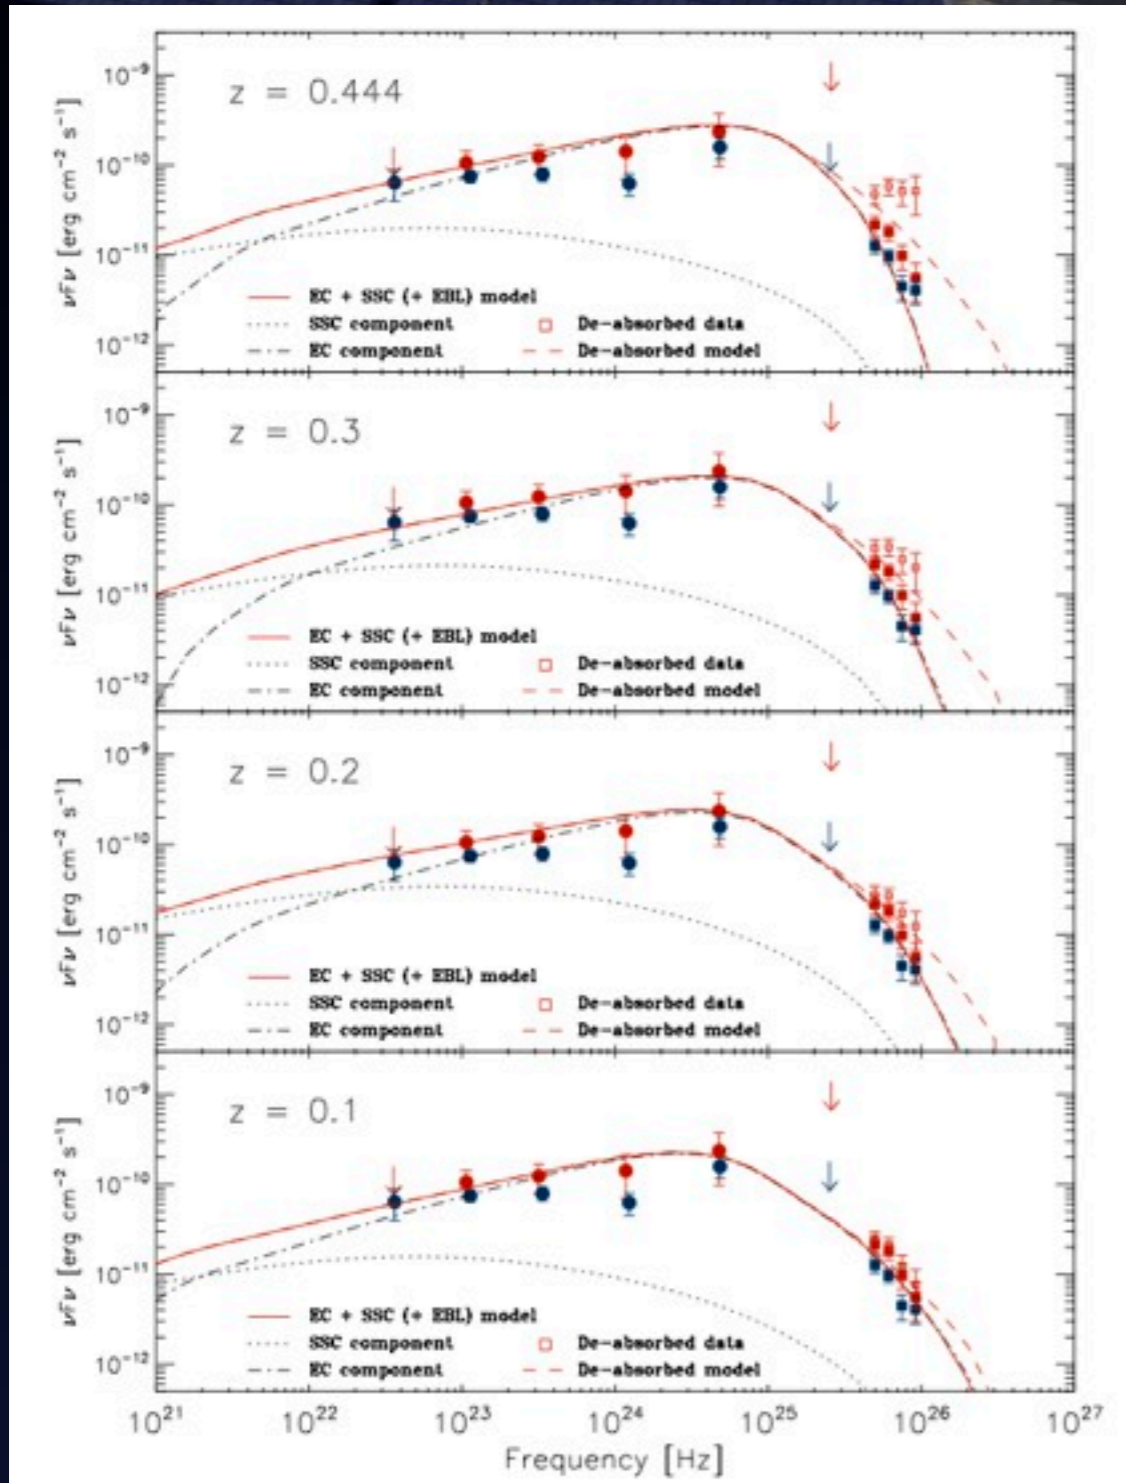 z = 0.444
10⁻⁹
10⁻¹⁰
10⁻¹¹
10⁻¹²
νFν [erg cm⁻² s⁻¹]
EC + SSC (+ EBL) model
SSC component
De-absorbed data
EC component
De-absorbed model
z = 0.3
10⁻⁹
10⁻¹⁰
10⁻¹¹
10⁻¹²
νFν [erg cm⁻² s⁻¹]
EC + SSC (+ EBL) model
SSC component
De-absorbed data
EC component
De-absorbed model
z = 0.2
10⁻⁹
10⁻¹⁰
10⁻¹¹
10⁻¹²
νFν [erg cm⁻² s⁻¹]
EC + SSC (+ EBL) model
SSC component
De-absorbed data
EC component
De-absorbed model
z = 0.1
10⁻⁹
10⁻¹⁰
10⁻¹¹
10⁻¹²
νFν [erg cm⁻² s⁻¹]
EC + SSC (+ EBL) model
SSC component
De-absorbed data
EC component
De-absorbed model
10²¹ 10²² 10²³ 10²⁴ 10²⁵ 10²⁶ 10²⁷
Frequency [Hz]